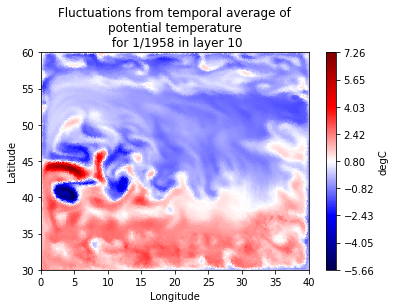 Fluctuations from temporal average of
potential temperature
for 1/1958 in layer 10
60
55
50
45
40
35
30
Latitude
0 5 10 15 20 25 30 35 40
Longitude
7.26
5.65
4.03
2.42
0.80
−0.82
−2.43
−4.05
−5.66
degC